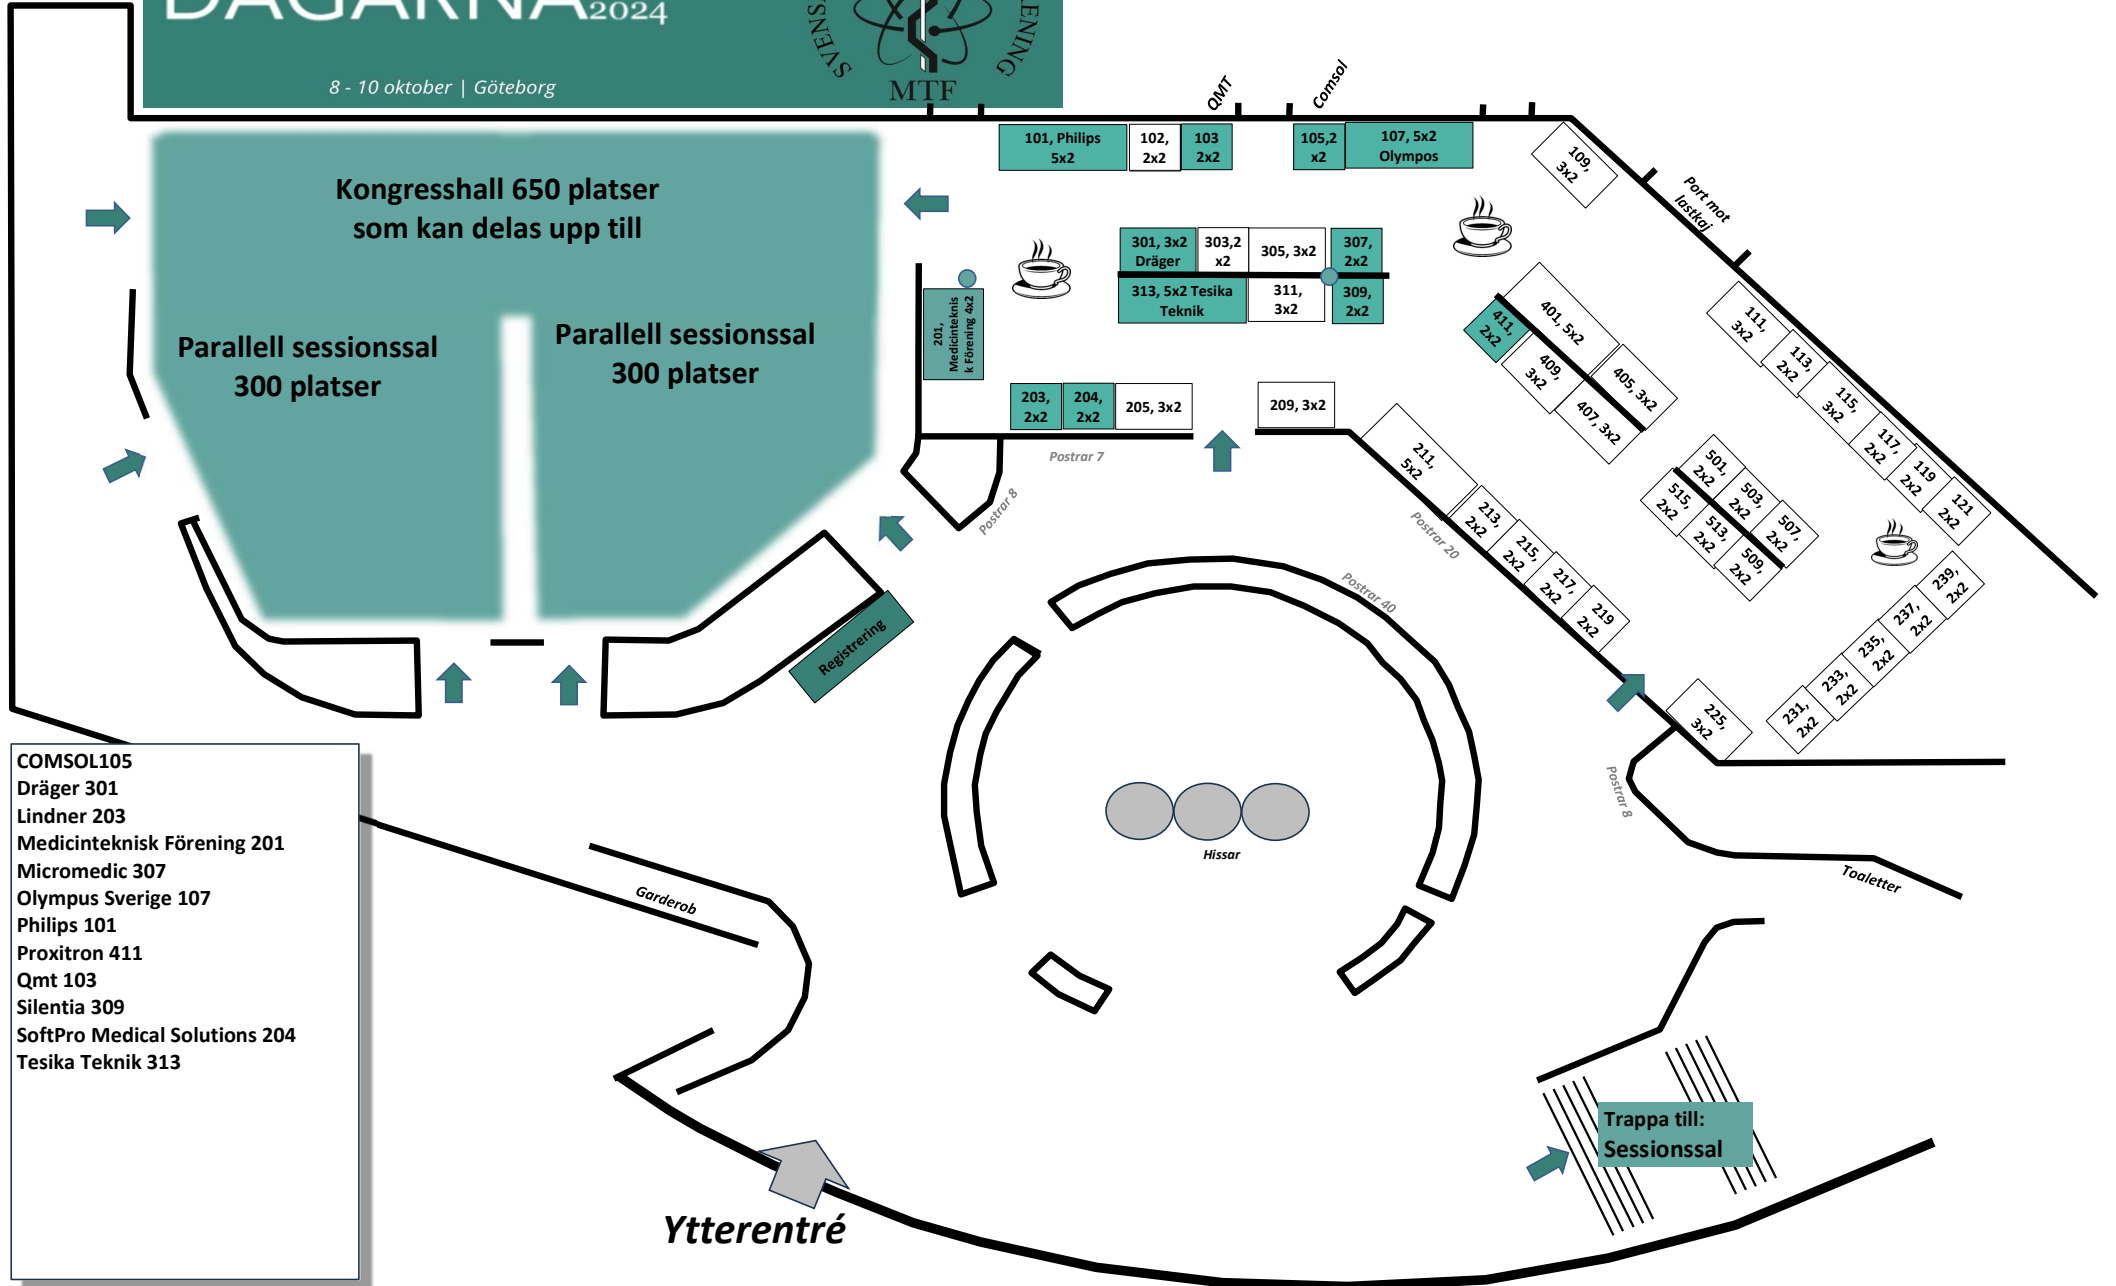 DAGARNA2024
8 - 10 oktober | Göteborg
SVENSK
ENING
MTF
QMT
Comsol
101, Philips
5x2
102,
2x2
103
2x2
105,2
x2
107, 5x2
Olympos
109,
3x2
Port mot
lastkaj
Kongresshall 650 platser
som kan delas upp till
Parallell sessionssal
300 platser
Parallell sessionssal
300 platser
201,
Medicinteknis
k Förening 4x2
301, 3x2
Dräger
303,2
x2
305, 3x2
307,
2x2
313, 5x2 Tesika
Teknik
311,
3x2
309,
2x2
203,
2x2
204,
2x2
205, 3x2
209, 3x2
Postrar 7
Postrar 8
401, 5x2
411,
2x2
409,
3x2
405, 3x2
407, 3x2
111,
3x2
113,
2x2
115,
3x2
117,
2x2
119
2x2
121
2x2
501,
2x2
503,
2x2
507,
2x2
515,
2x2
513,
2x2
509,
2x2
211,
5x2
213,
2x2
215,
2x2
217,
2x2
219
2x2
Postrar 20
Postrar 40
239,
2x2
237,
2x2
235,
2x2
233,
2x2
231,
2x2
225,
3x2
Postrar 8
Registrering
Hissar
Toaletter
Garderob
COMSOL105
Dräger 301
Lindner 203
Medicinteknisk Förening 201
Micromedic 307
Olympus Sverige 107
Philips 101
Proxitron 411
Qmt 103
Silentia 309
SoftPro Medical Solutions 204
Tesika Teknik 313
Trappa till:
Sessionssal
Ytterentré